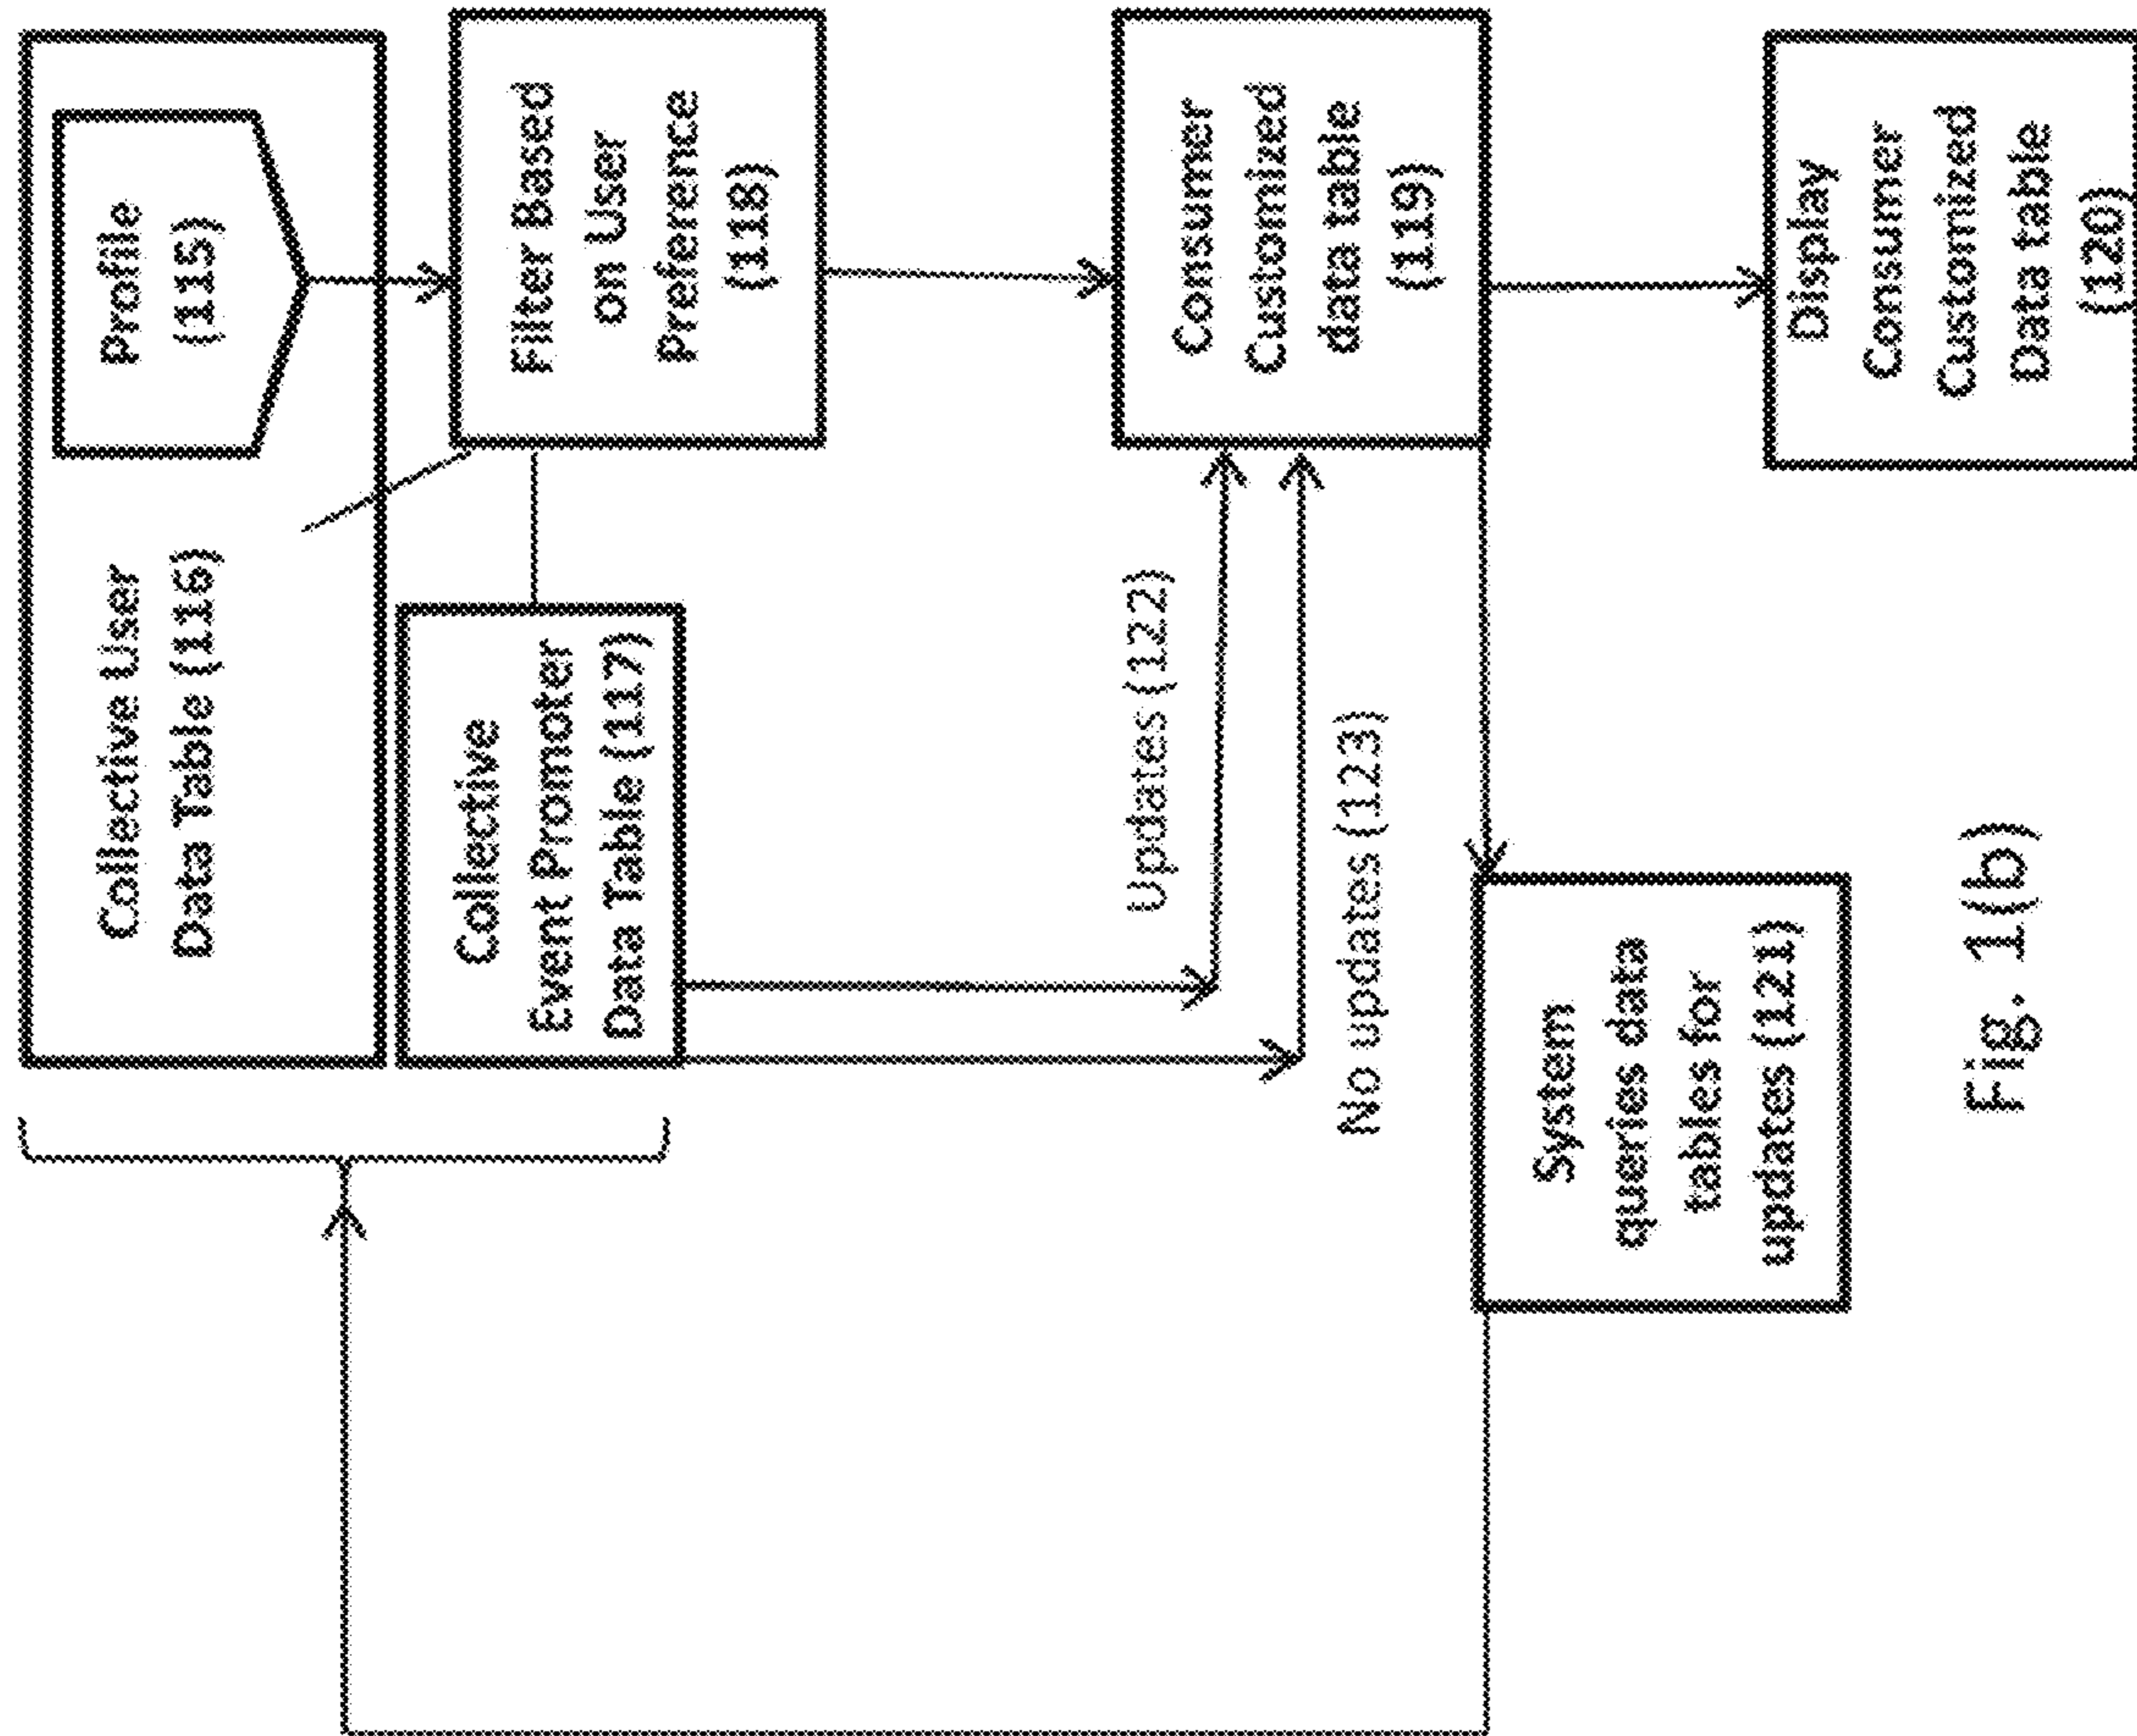 Collective User
Data Table (116)
Profile
(115)
Collective
Event Promoter
Data Table (117)
Filter Based
on User
Preference
(118)
Updates (122)
No updates (123)
Consumer
Customized
data table
(119)
System
queries data
tables for
updates (121)
Display
Consumer
Customized
Data table
(120)
Fig. 1(b)